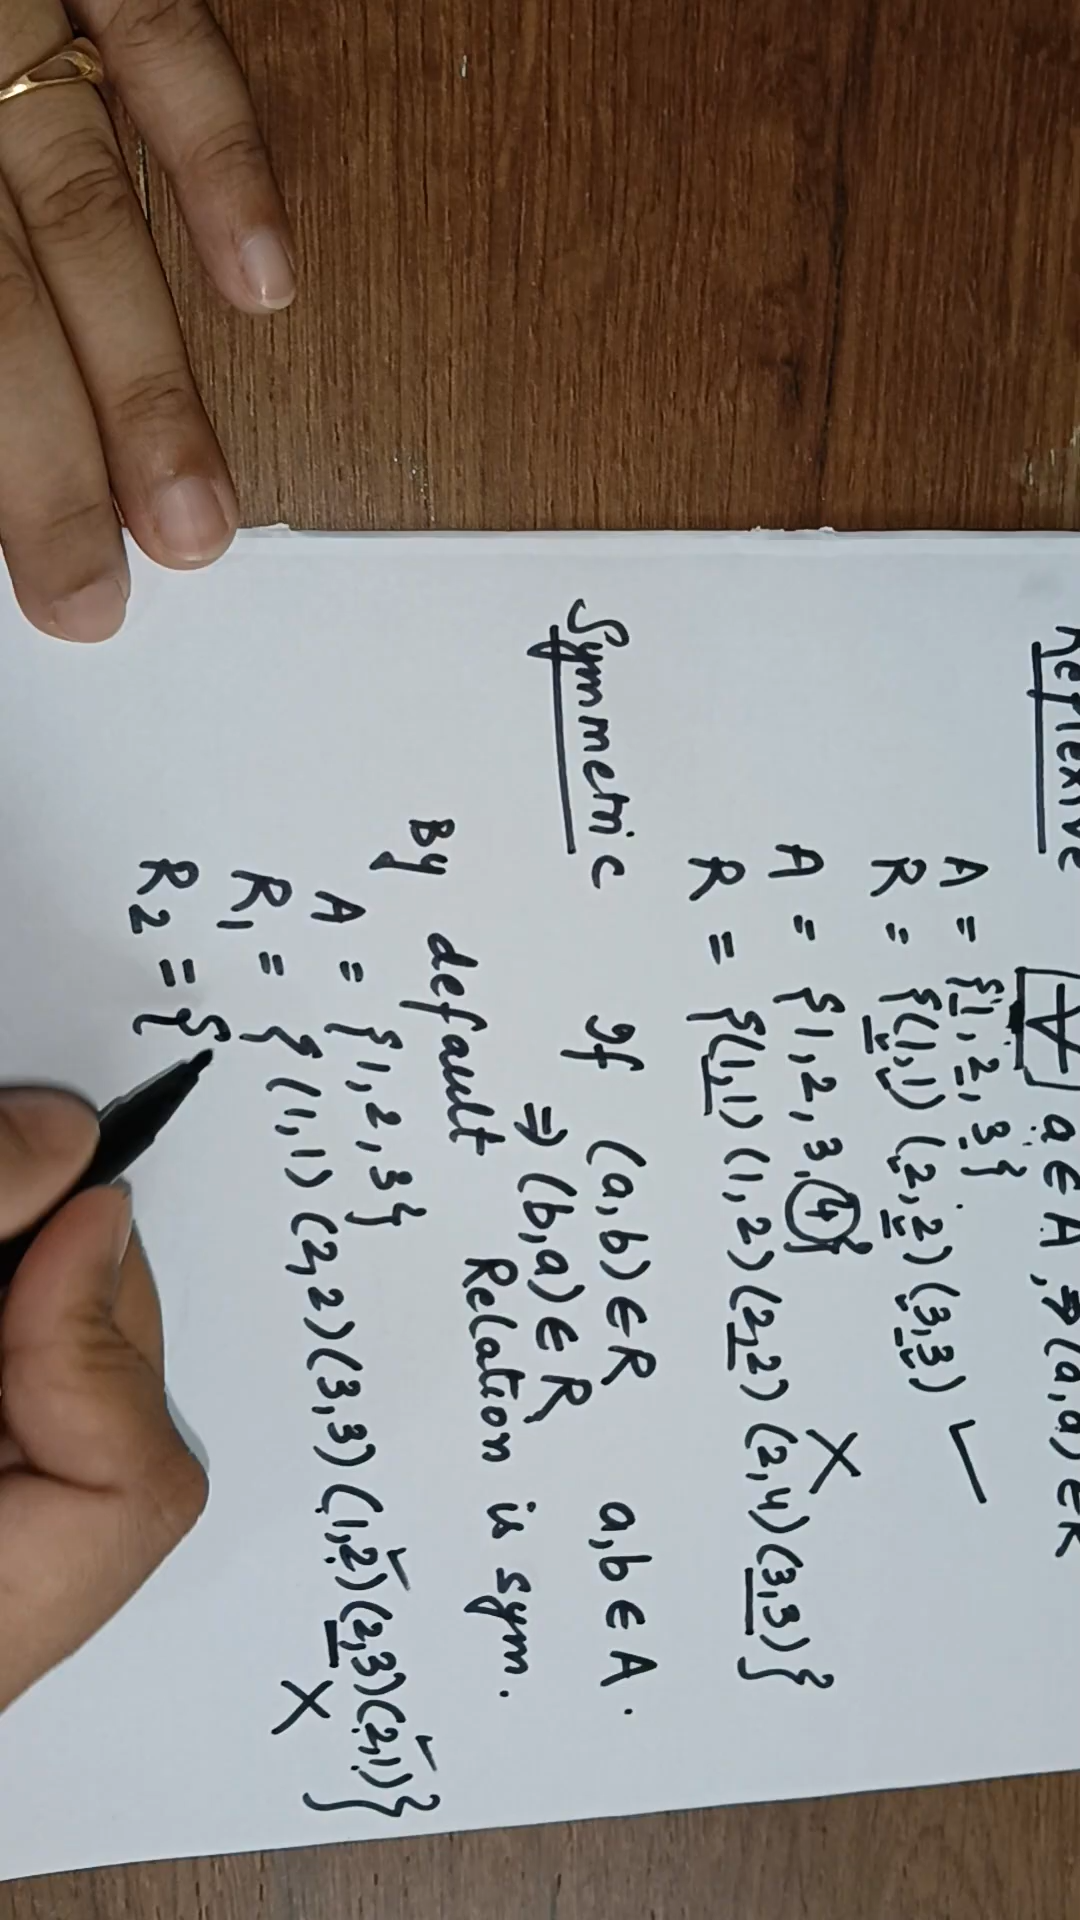 Reflexive ∀ a ∈ A, ⇒ (a,a) ∈ R
A = {1, 2, 3}
R = {(1,1) (2,2) (3,3) ✓
A = {1, 2, 3, 4}
R = {(1,1) (1,2) (2,2) (2,4) (3,3)} X
Symmetric If (a,b) ∈ R a,b ∈ A.
⇒ (b,a) ∈ R
By default Relation is sym.
A = {1, 2, 3}
R₁ = {(1,1) (2,2) (3,3) (1,2) (2,3) (2,1)} X
R₂ = {